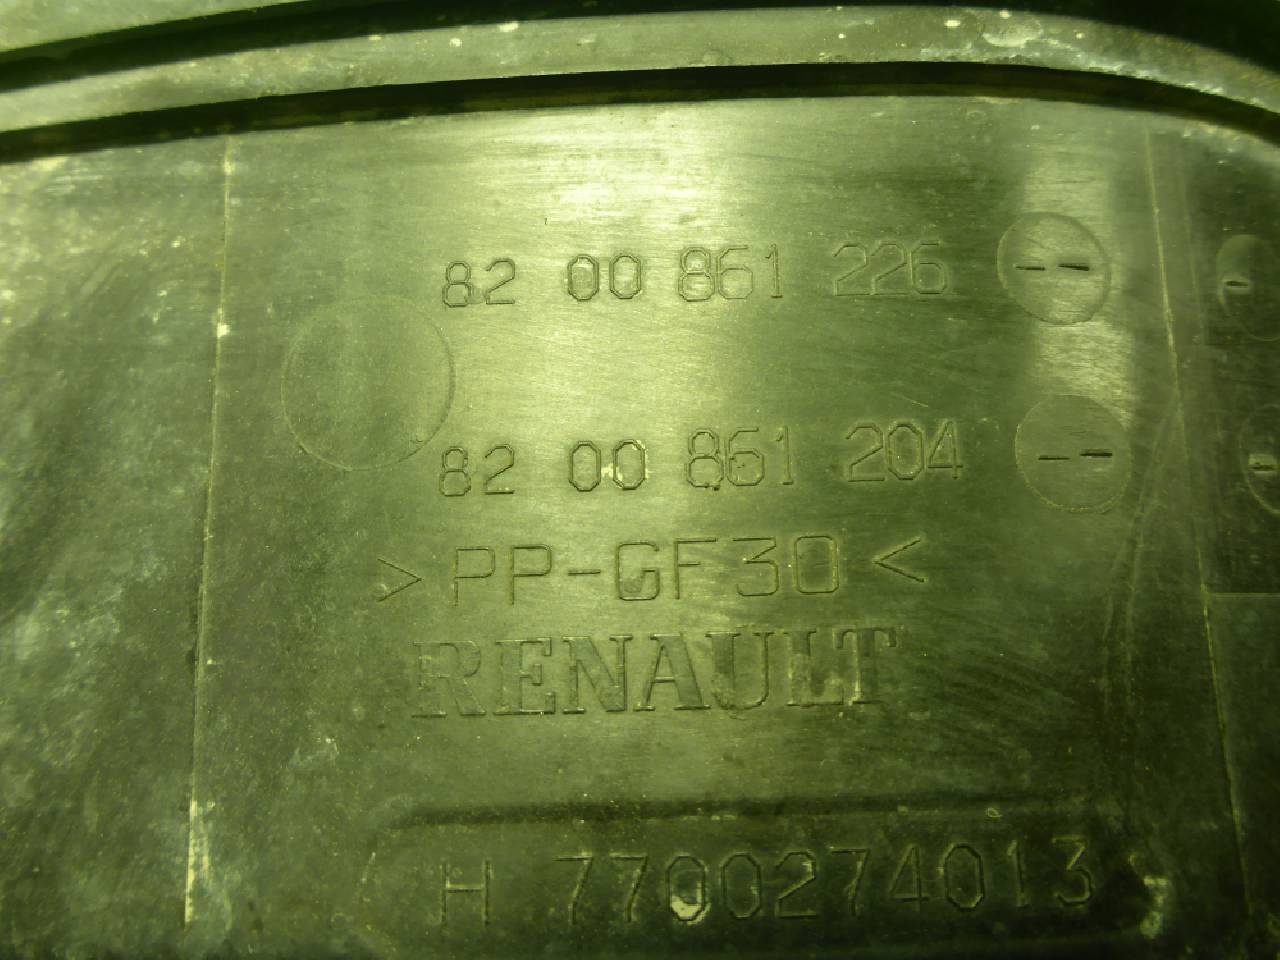 82 00 861 226 --
82 00 861 204 --
>PP-GF30<
RENAULT
H 7700274013